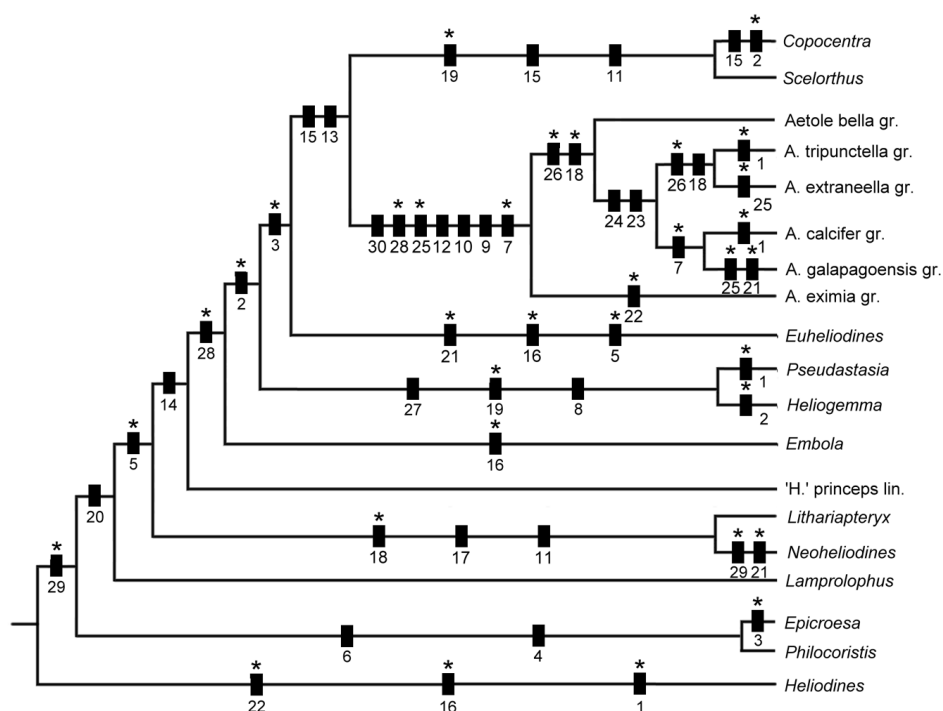 * Copocentra
* 15 2
19 15 11 Scelorthus
15 13 Aetole bella gr.
* * * * A. tripunctella gr.
26 18 * 1
26 18 * A. extraneella gr.
24 23 25
* * * * * A. calcifer gr.
3 30 28 25 12 10 9 7 7 * * 1
25 21 A. galapagoensis gr.
* * A. eximia gr.
2 22
* * * * Euheliodines
28 21 16 5
* * Pseudastasia
14 27 19 8 * 1
Heliogemma
2
* * Embola
5 16
20 'H.' princeps lin.
* Lithariapteryx
18 17 11 * * Neoheliodines
29 21
* Lamprolophus
29
* Epicroesa
6 4 3
Philocoristis
* * * Heliodines
22 16 1